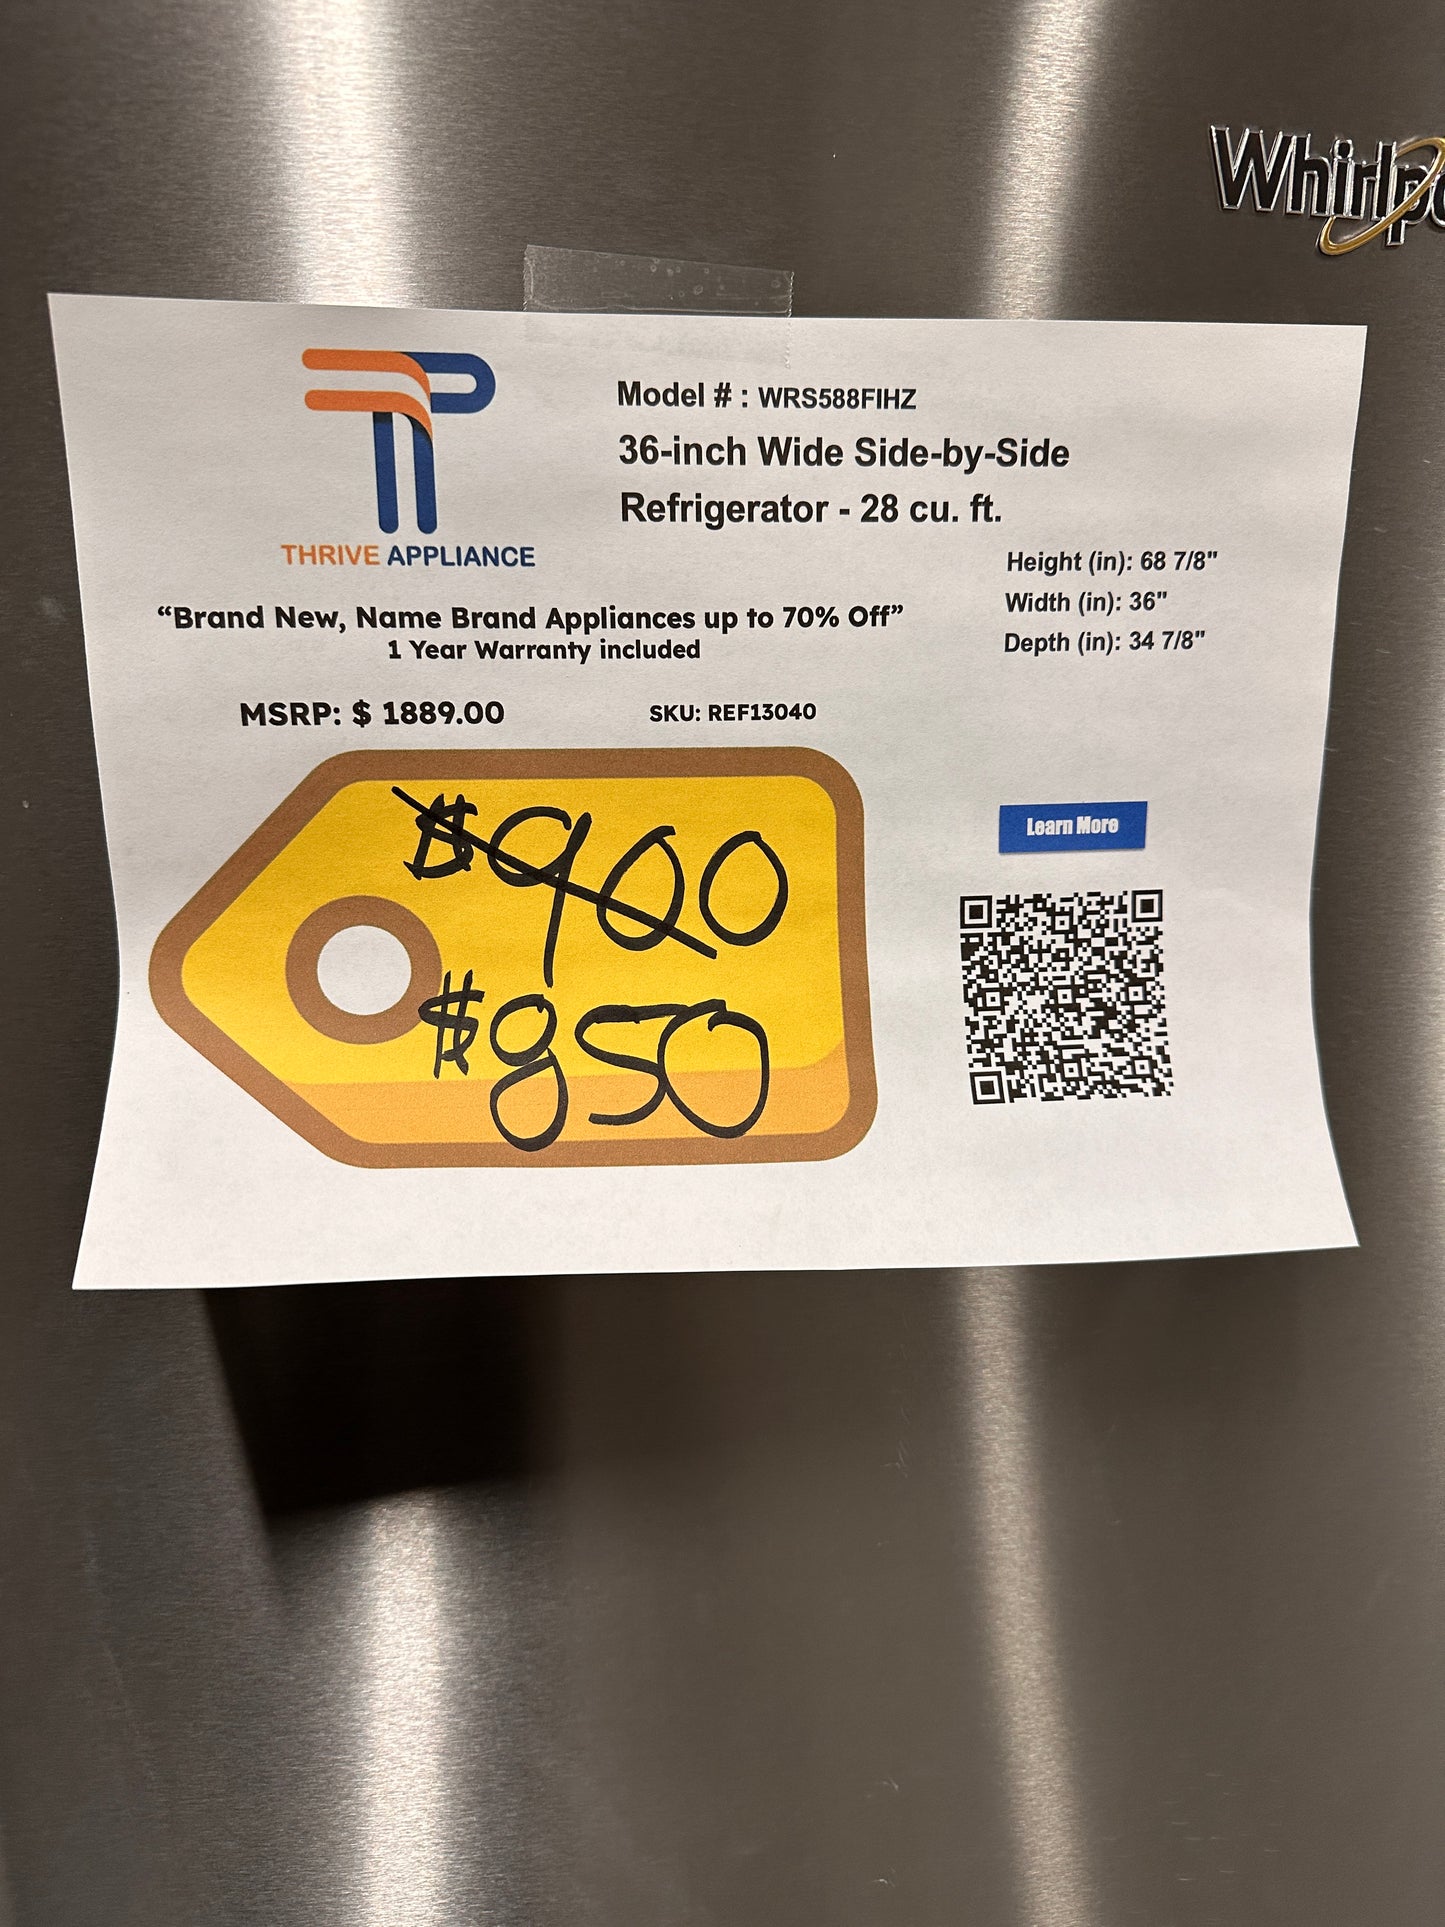 Whirlpo
Model # : WRS588FIHZ
36-inch Wide Side-by-Side
Refrigerator - 28 cu. ft.
THRIVE APPLIANCE
Height (in): 68 7/8"
Width (in): 36"
Depth (in): 34 7/8"
“Brand New, Name Brand Appliances up to 70% Off”
1 Year Warranty included
MSRP: $ 1889.00
SKU: REF13040
$900
$850
Learn More